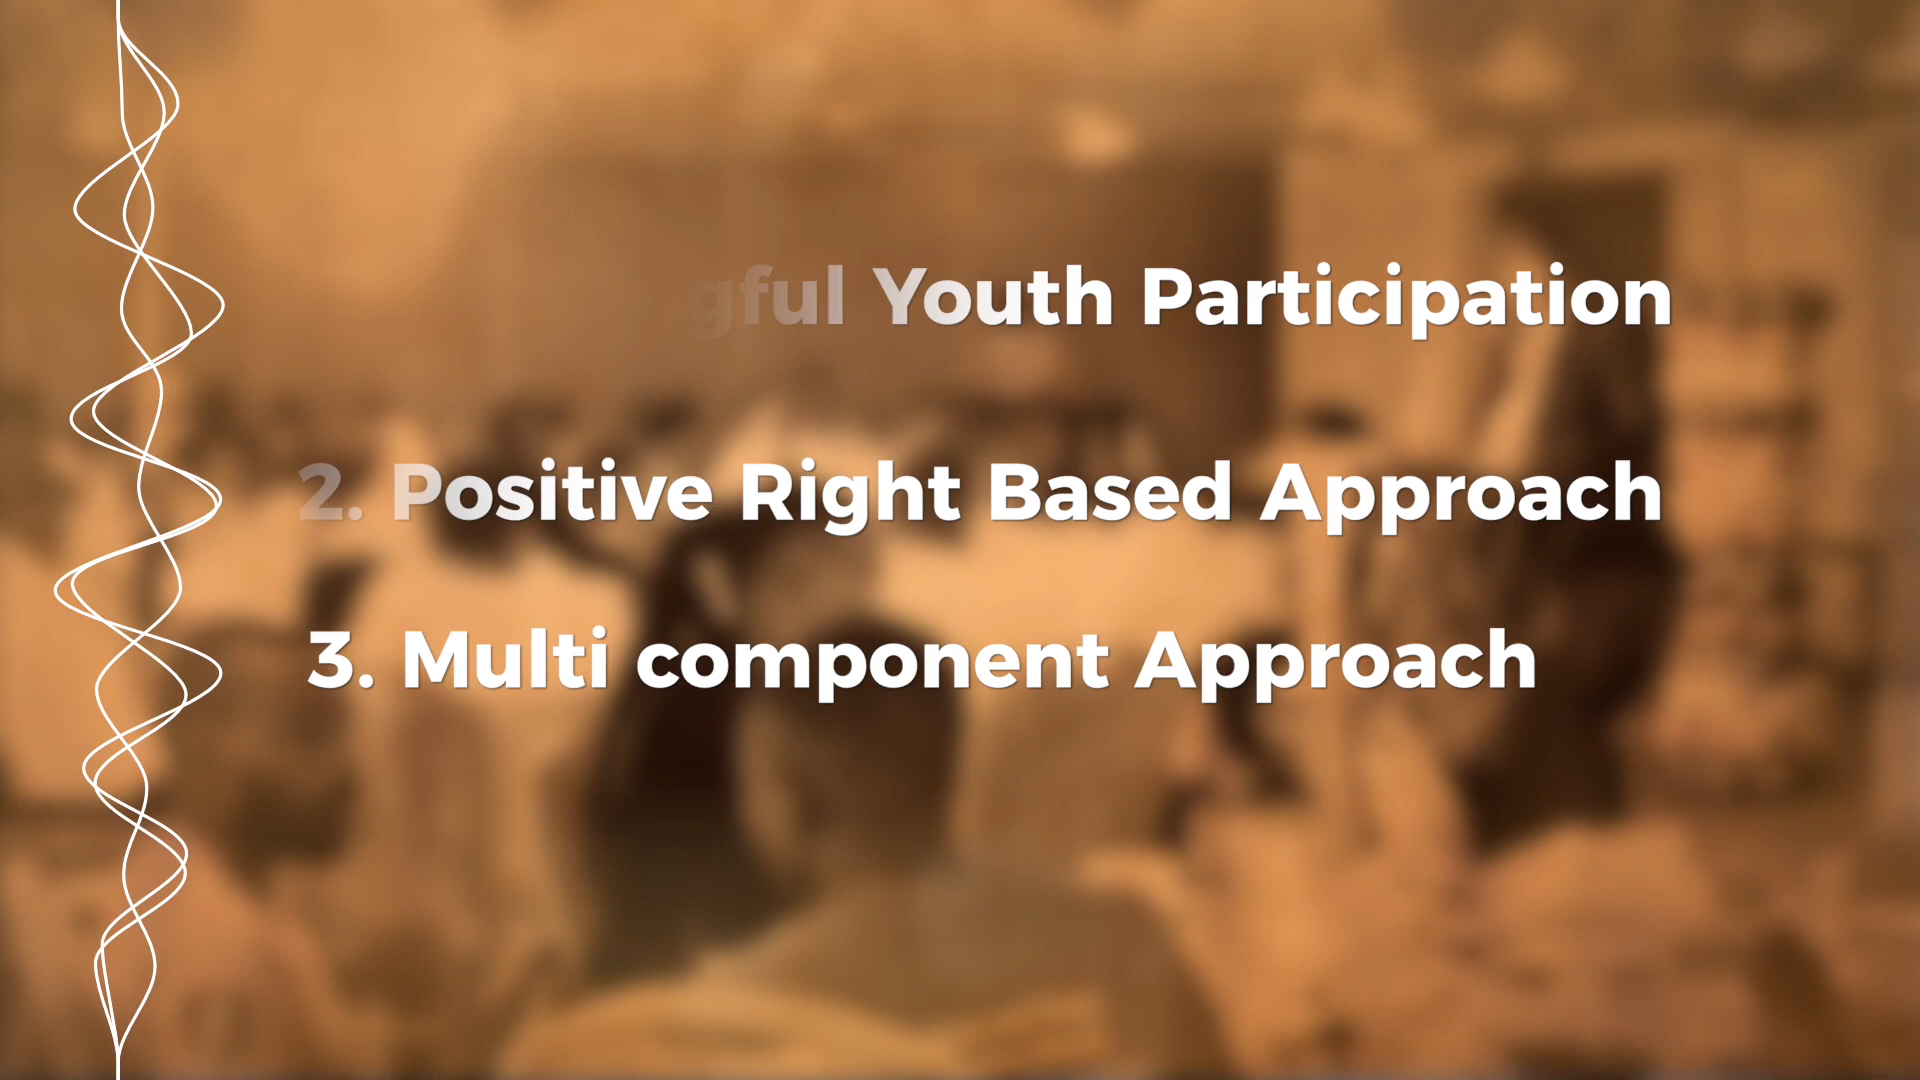 gful Youth Participation
2. Positive Right Based Approach
3. Multi component Approach